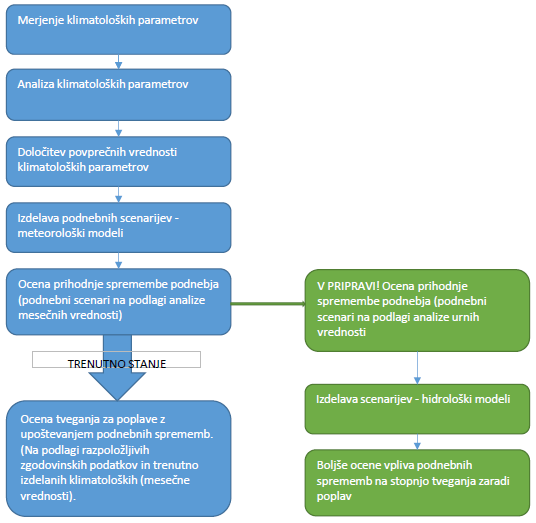 Merjenje klimatoloških parametrov
Analiza klimatoloških parametrov
Določitev povprečnih vrednosti
klimatoloških parametrov
Izdelava podnebnih scenarijev -
meteorološki modeli
Ocena prihodnje spremembe podnebja
(podnebni scenari na podlagi analize
mesečnih vrednosti)
TRENUTNO STANJE
Ocena tveganja za poplave z
upoštevanjem podnebnih sprememb.
(Na podlagi razpoložljivih
zgodovinskih podatkov in trenutno
izdelanih klimatoloških (mesečne
vrednosti).
V PRIPRAVI! Ocena prihodnje
spremembe podnebja (podnebni
scenari na podlagi analize urnih
vrednosti
Izdelava scenarijev - hidrološki modeli
Boljše ocene vpliva podnebnih
sprememb na stopnjo tveganja zaradi
poplav